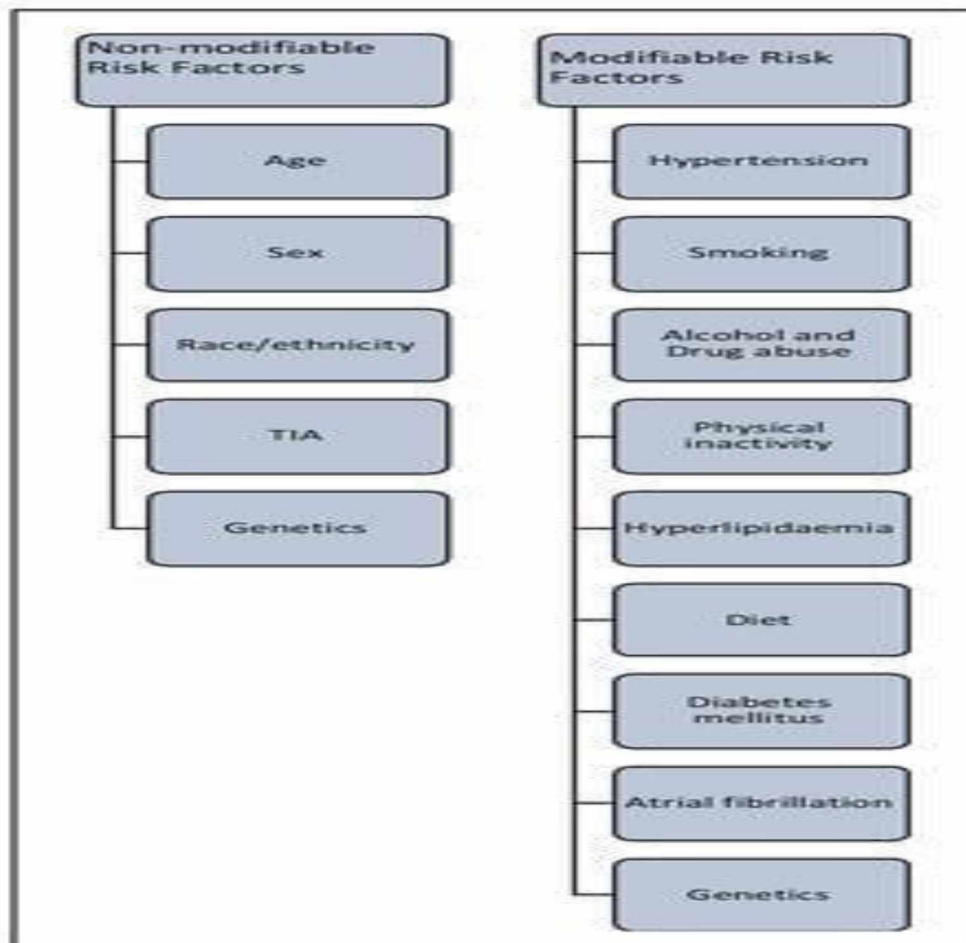 Non-modifiable
Risk Factors
Age
Sex
Race/ethnicity
TIA
Genetics
Modifiable Risk
Factors
Hypertension
Smoking
Alcohol and
Drug abuse
Physical
inactivity
Hyperlipidaemia
Diet
Diabetes
mellitus
Atrial fibrillation
Genetics